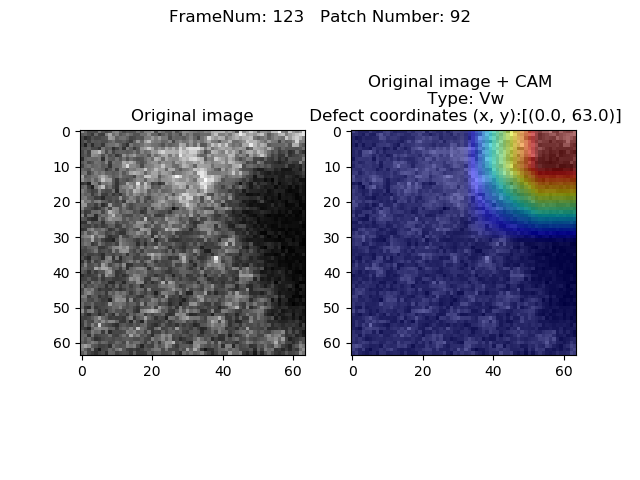 FrameNum: 123   Patch Number: 92
Original image
Original image + CAM
Type: Vw
Defect coordinates (x, y):[(0.0, 63.0)]
0
10
20
30
40
50
60
0 20 40 60
0
10
20
30
40
50
60
0 20 40 60